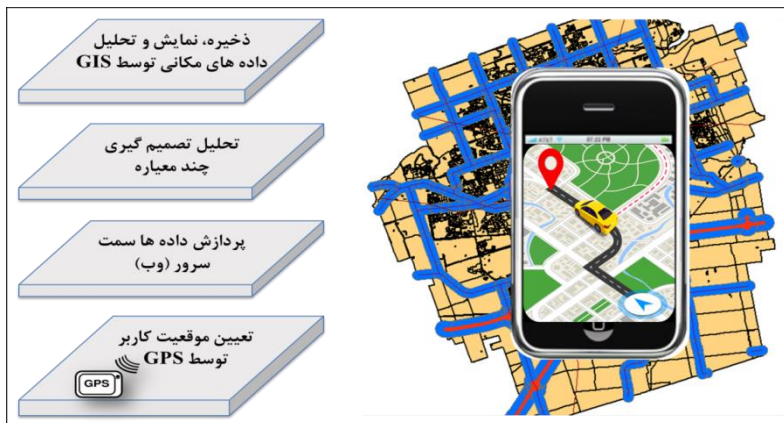 ذخیره، نمایش و تحلیل
داده های مکانی توسط GIS
تحلیل تصمیم گیری
چند معیاره
پردازش داده ها سمت
سرور (وب)
تعیین موقعیت کاربر
توسط GPS
GPS
AT&T